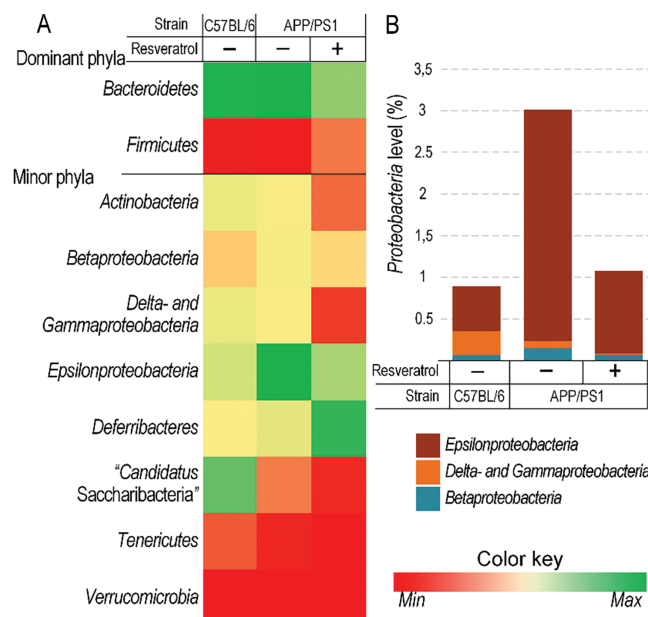 A
Strain C57BL/6 APP/PS1
Resveratrol − − +
Dominant phyla
Bacteroidetes
Firmicutes
Minor phyla
Actinobacteria
Betaproteobacteria
Delta- and
Gammaproteobacteria
Epsilonproteobacteria
Deferribacteres
“Candidatus
Saccharibacteria”
Tenericutes
Verrucomicrobia
B
Proteobacteria level (%)
3,5
3
2,5
2
1,5
1
0.5
0
Resveratrol − − +
Strain C57BL/6 APP/PS1
Epsilonproteobacteria
Delta- and Gammaproteobacteria
Betaproteobacteria
Color key
Min Max